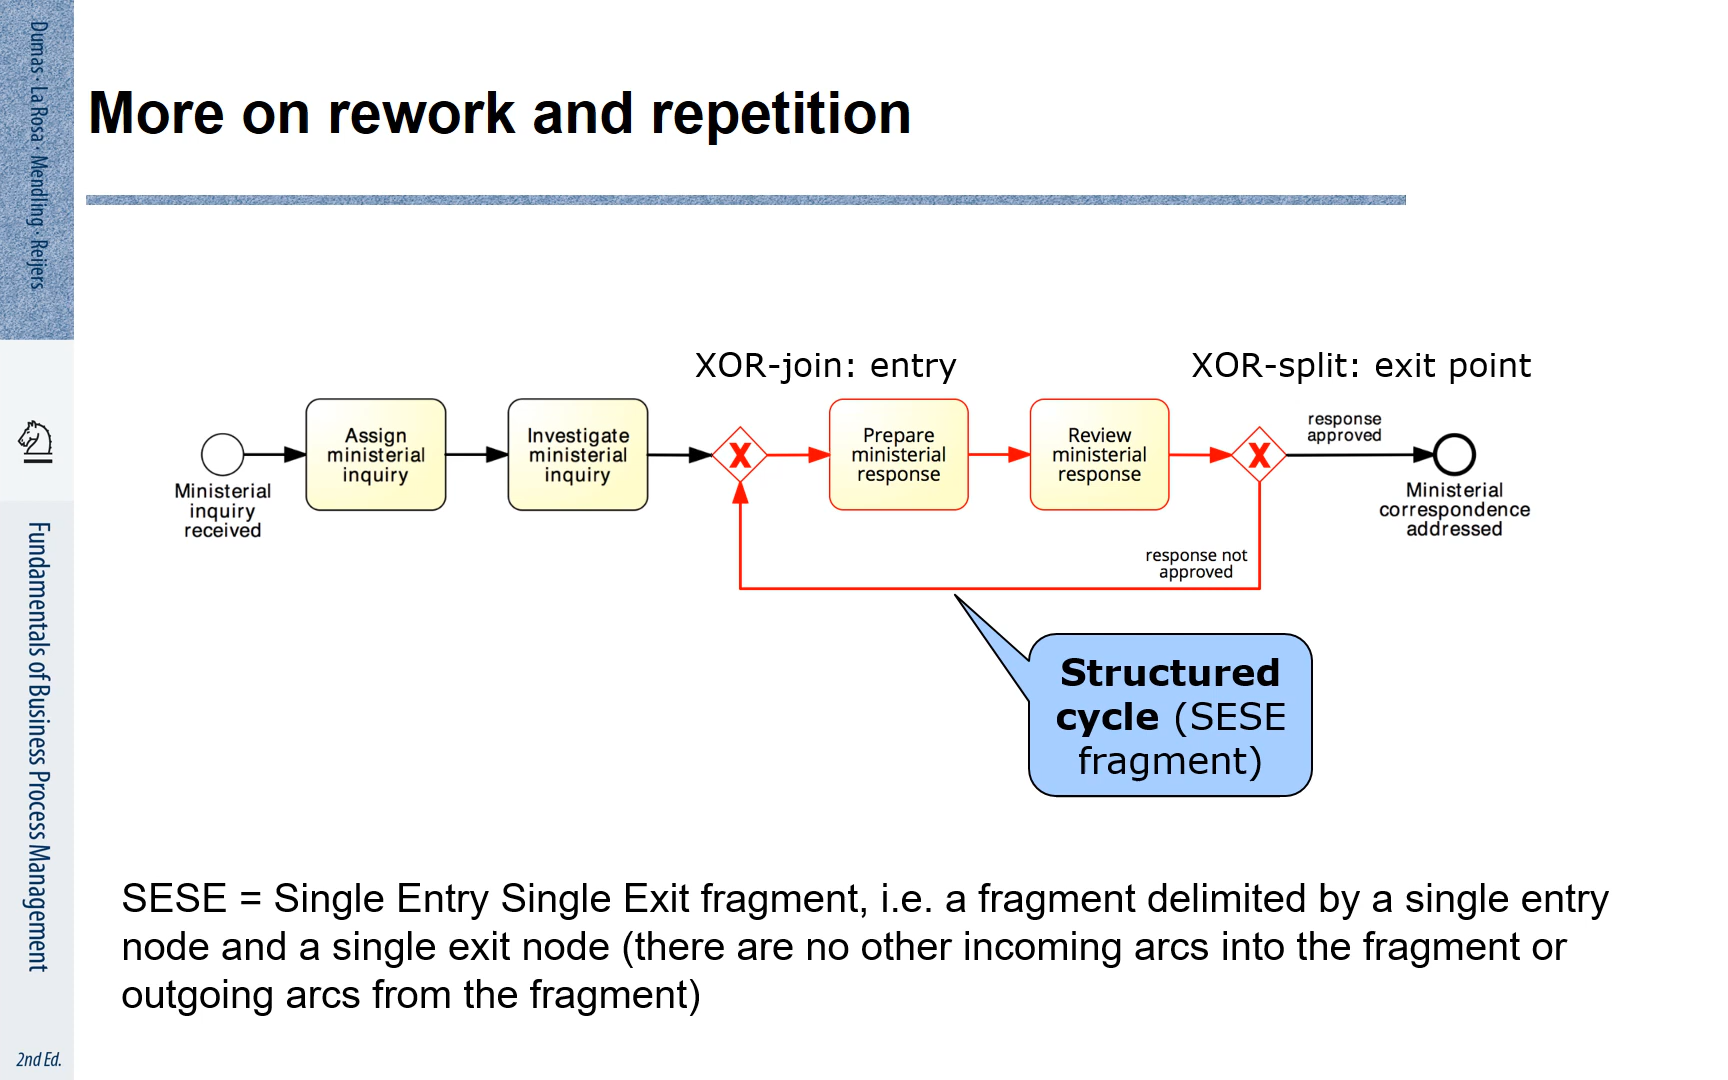 Dumas · La Rosa · Mendling · Reijers
Fundamentals of Business Process Management
2nd Ed.
More on rework and repetition
XOR-join: entry
XOR-split: exit point
Ministerial
inquiry
received
Assign
ministerial
inquiry
Investigate
ministerial
inquiry
X
Prepare
ministerial
response
Review
ministerial
response
X
response
approved
Ministerial
correspondence
addressed
response not
approved
Structured
cycle (SESE
fragment)
SESE = Single Entry Single Exit fragment, i.e. a fragment delimited by a single entry
node and a single exit node (there are no other incoming arcs into the fragment or
outgoing arcs from the fragment)